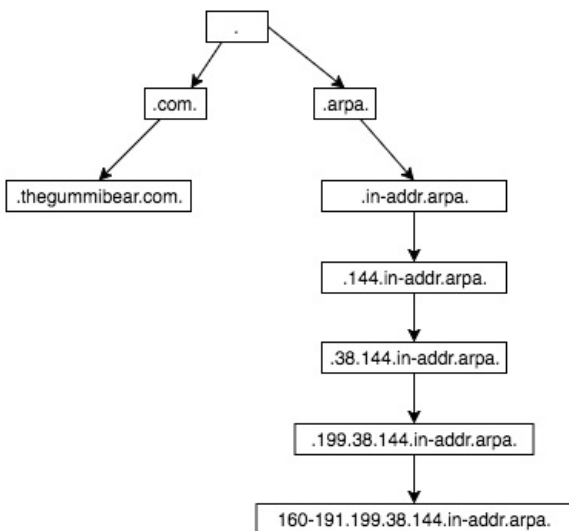 .
.com.
.arpa.
.thegummibear.com.
.in-addr.arpa.
.144.in-addr.arpa.
.38.144.in-addr.arpa.
.199.38.144.in-addr.arpa.
160-191.199.38.144.in-addr.arpa.